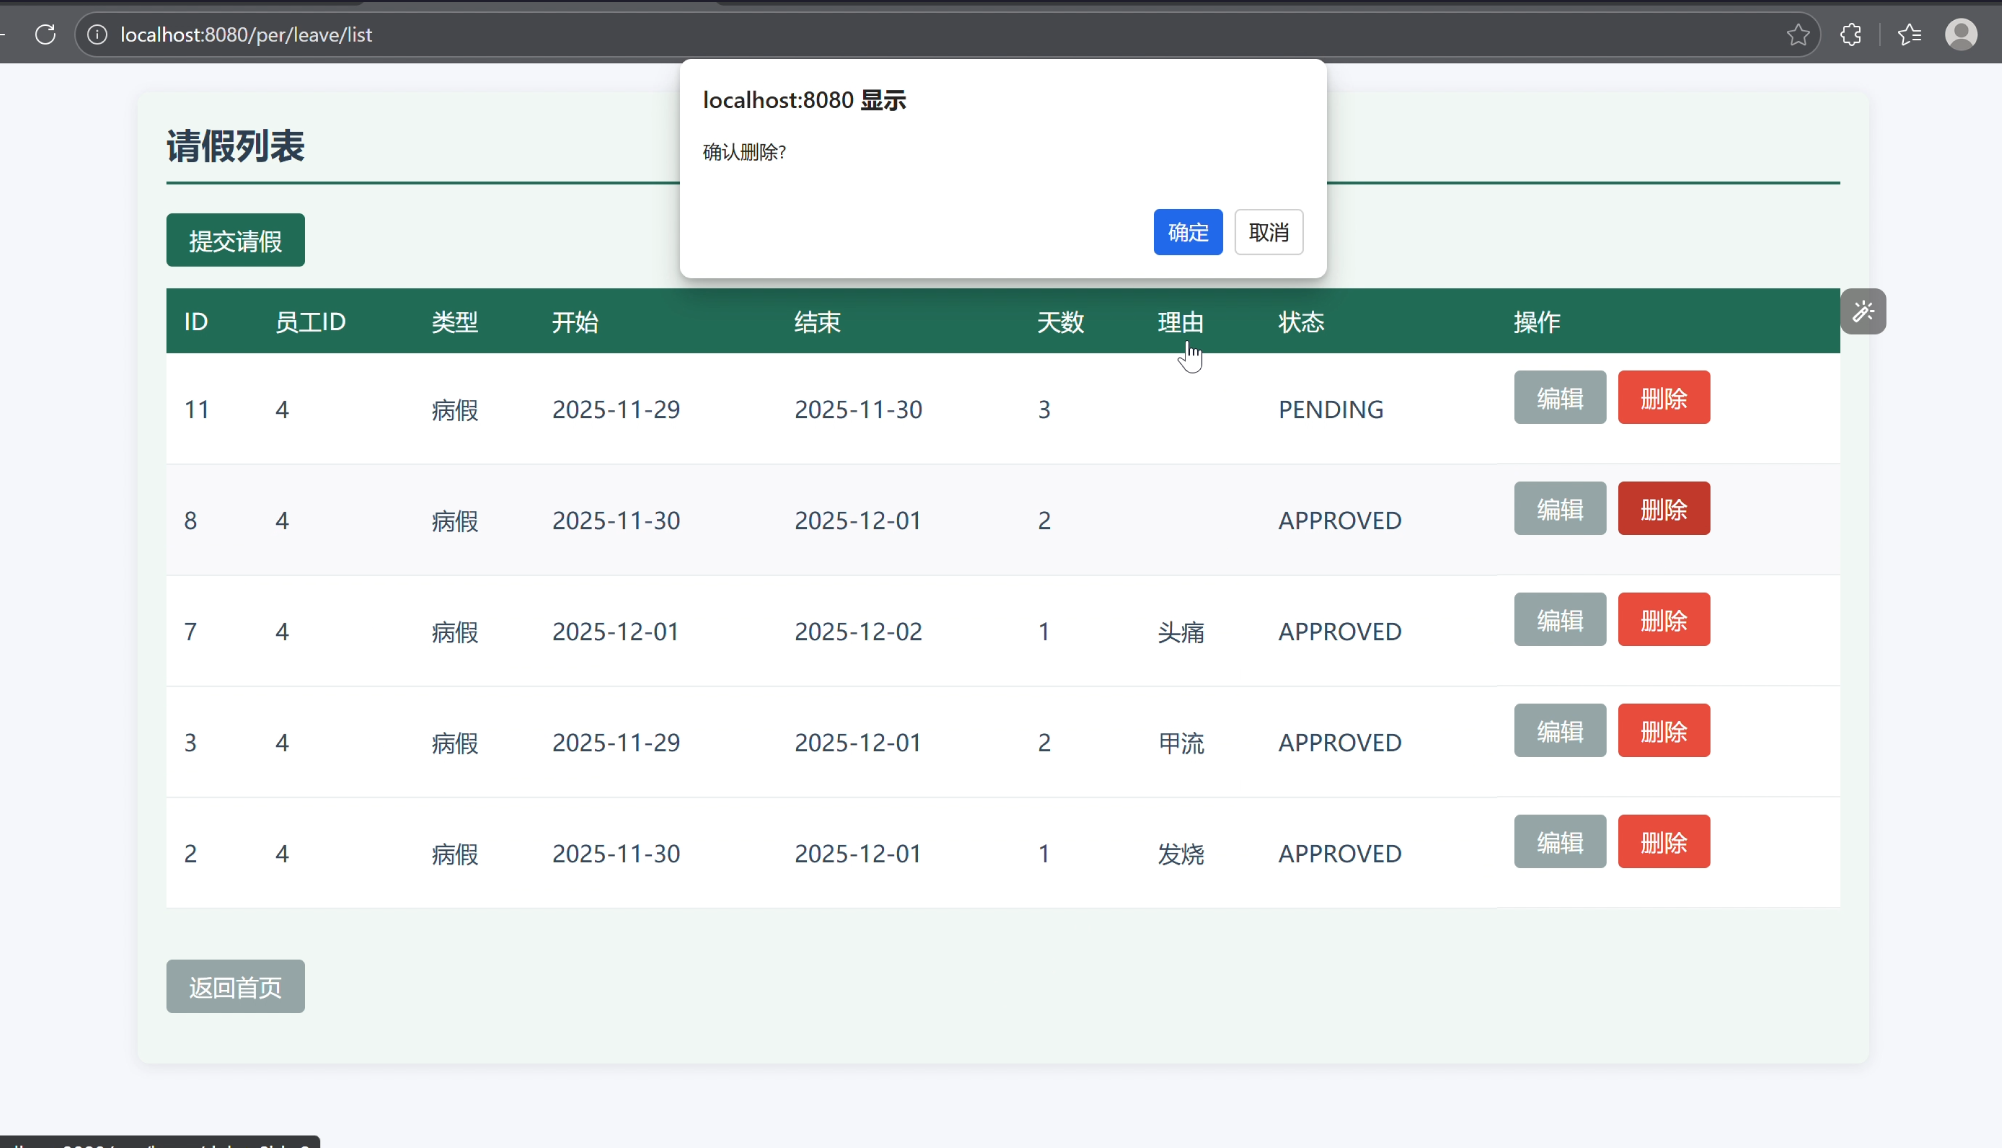 localhost:8080/per/leave/list
localhost:8080 显示
确认删除?
确定 取消
请假列表
提交请假
ID 员工ID 类型 开始 结束 天数 理由 状态 操作
11 4 病假 2025-11-29 2025-11-30 3 PENDING 编辑 删除
8 4 病假 2025-11-30 2025-12-01 2 APPROVED 编辑 删除
7 4 病假 2025-12-01 2025-12-02 1 头痛 APPROVED 编辑 删除
3 4 病假 2025-11-29 2025-12-01 2 甲流 APPROVED 编辑 删除
2 4 病假 2025-11-30 2025-12-01 1 发烧 APPROVED 编辑 删除
返回首页